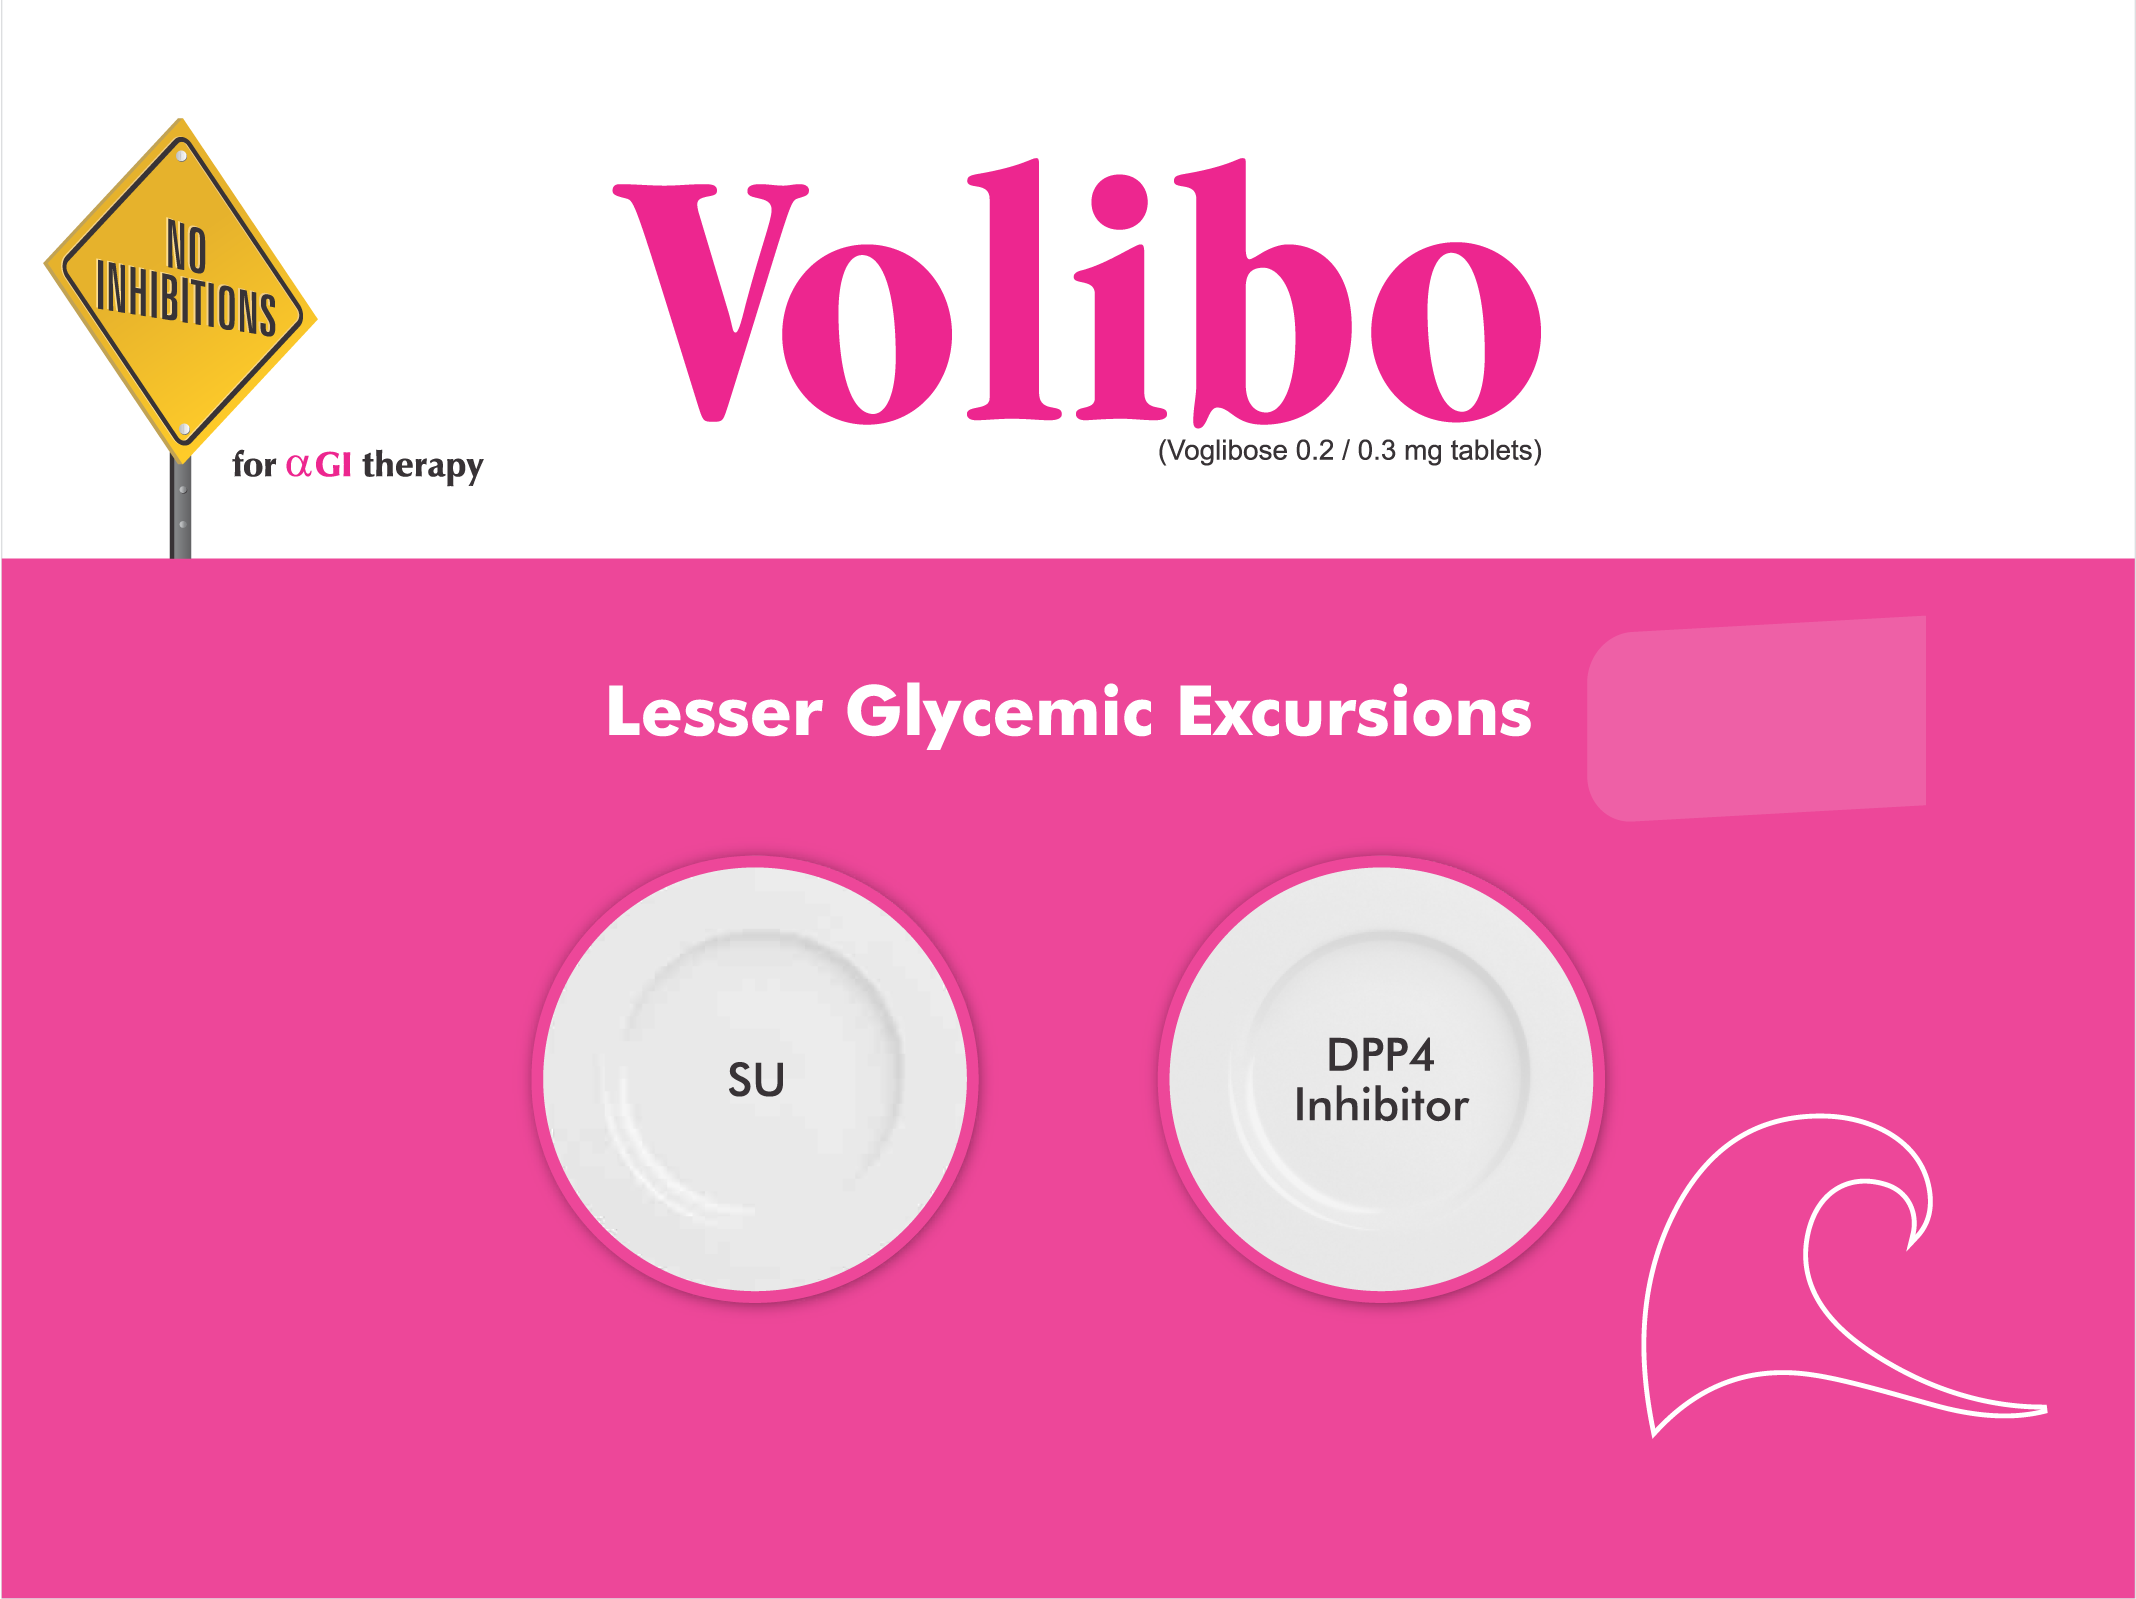 NO
INHIBITIONS
for αGI therapy
Volibo
(Voglibose 0.2 / 0.3 mg tablets)
Lesser Glycemic Excursions
SU
DPP4
Inhibitor